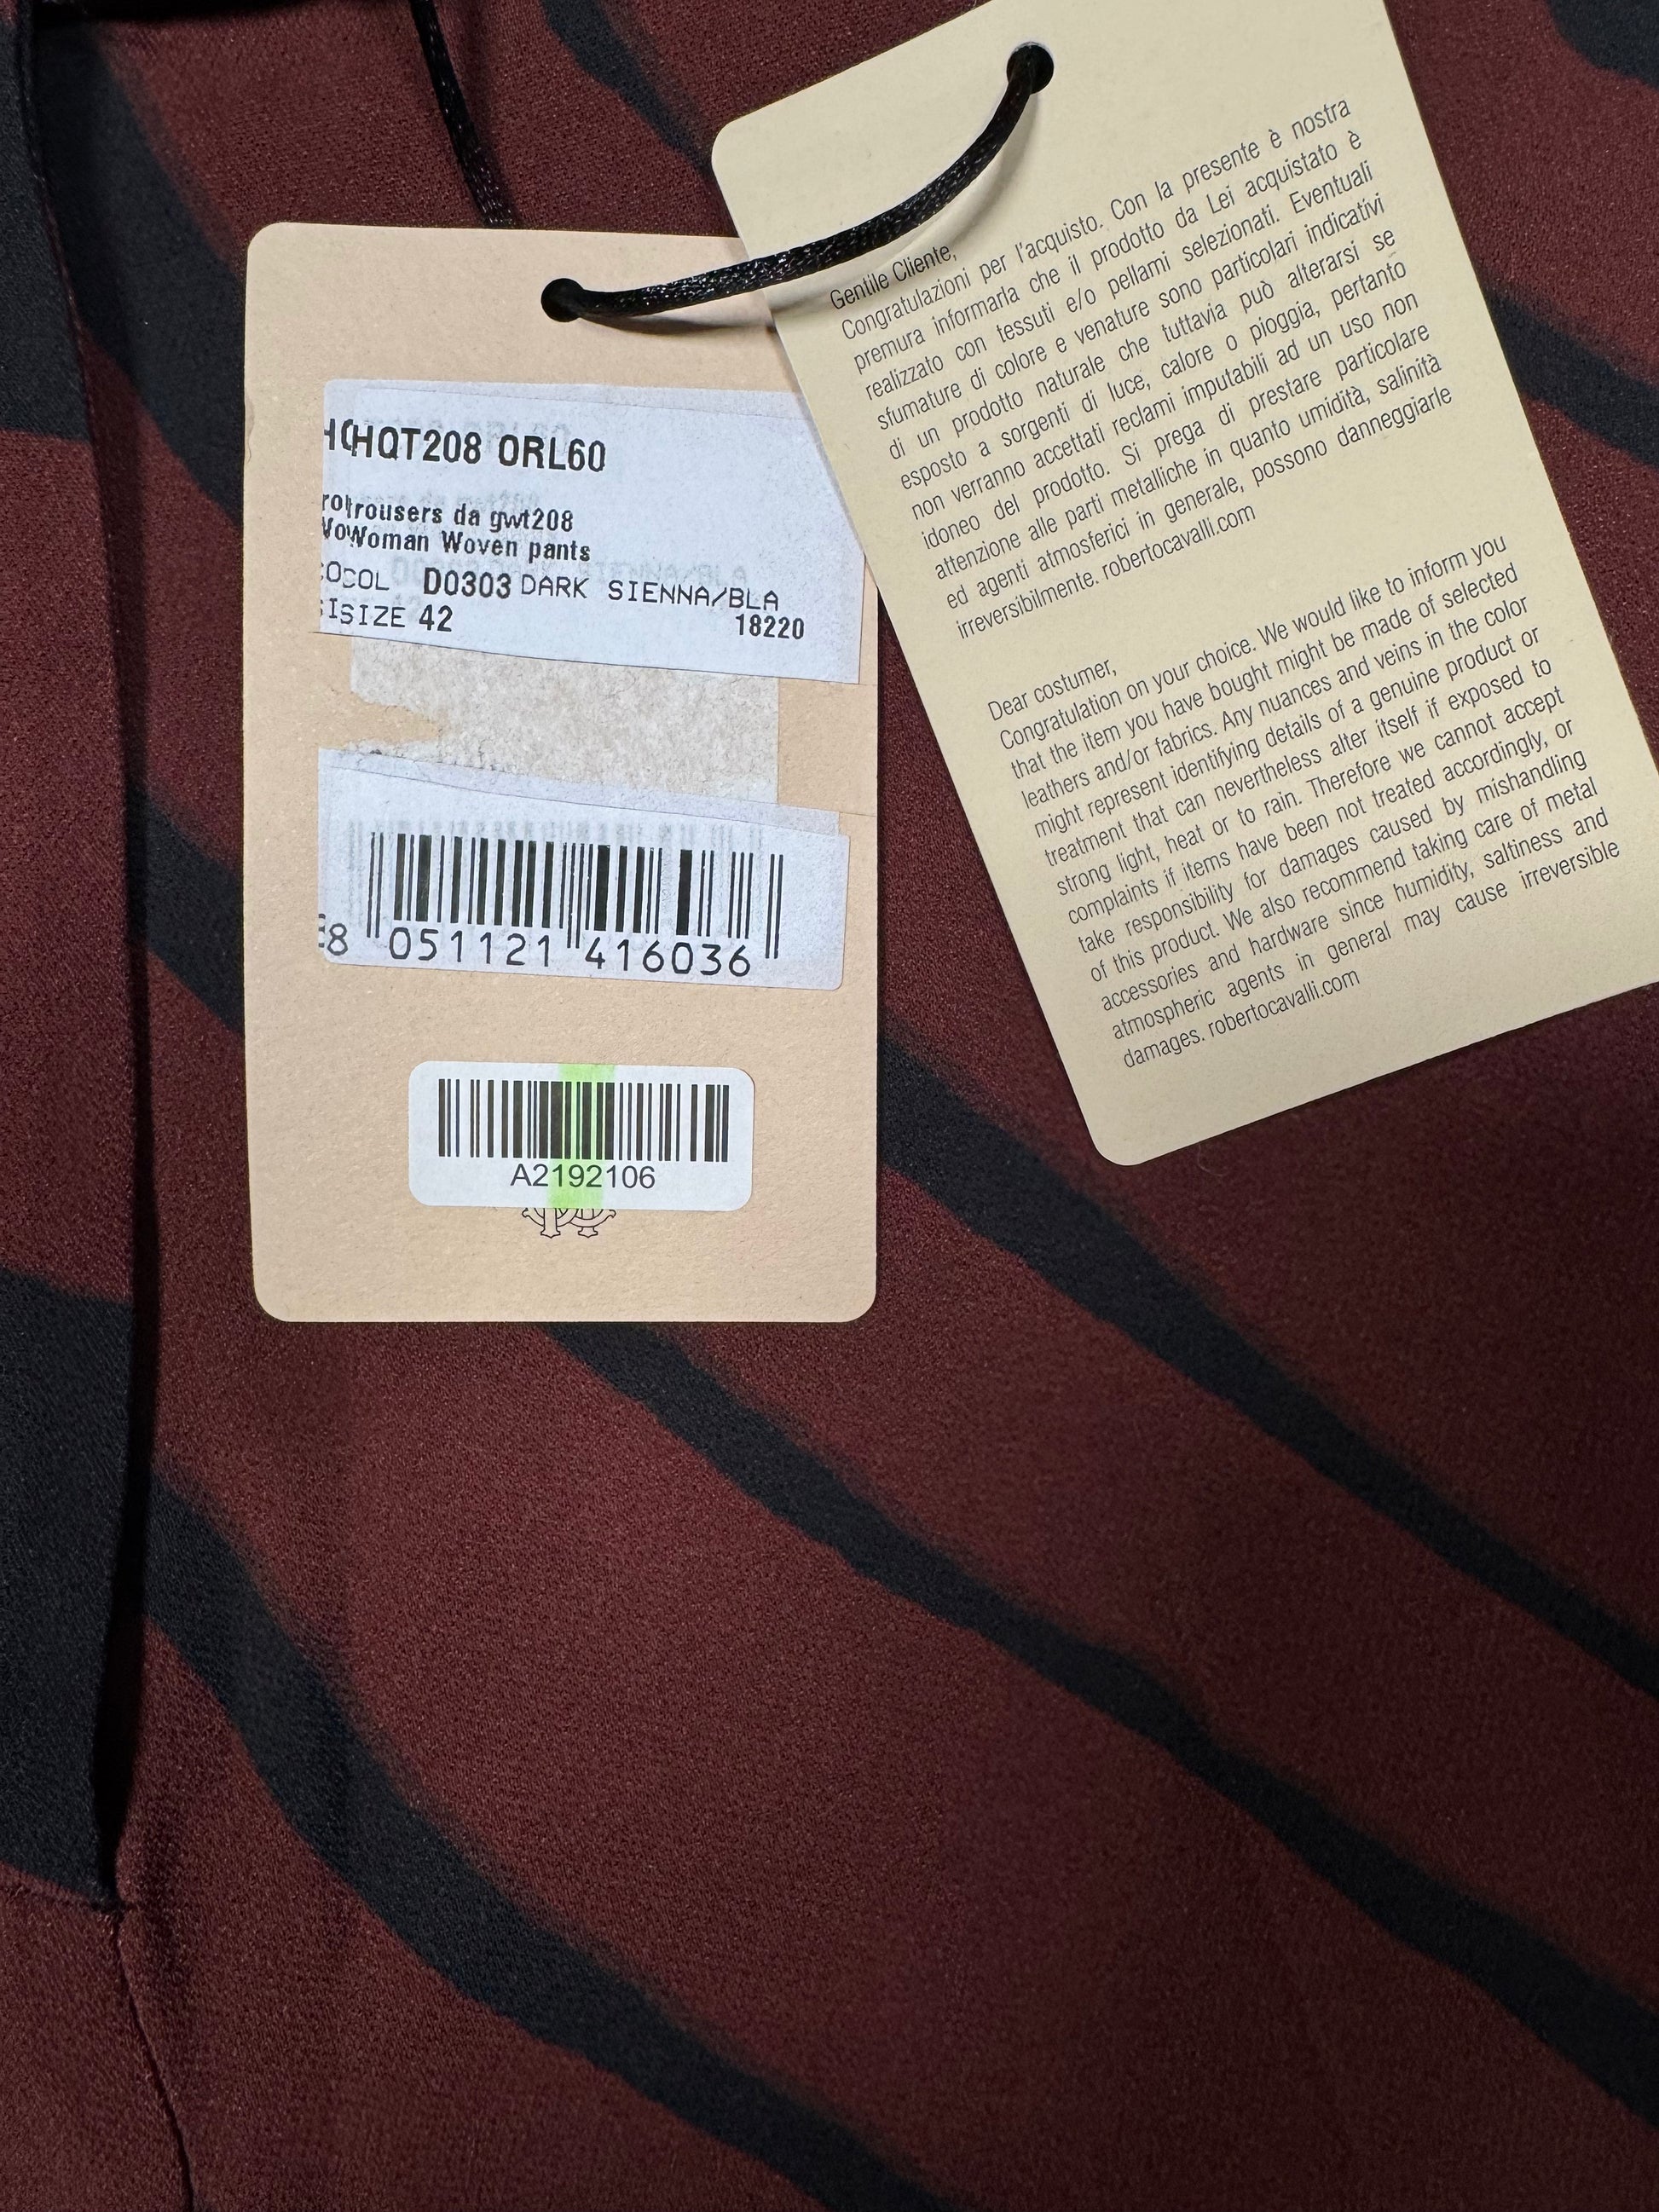 HQT208 ORL60
trousers da gwt208
Woman Woven pants
COL D0303 DARK SIENNA/BLA
SIZE 42 18220
8 051121 416036
A2192106
Gentile Cliente,
Congratulazioni per l'acquisto. Con la presente è nostra
premura informarla che il prodotto da Lei acquistato è
realizzato con tessuti e/o pellami selezionati. Eventuali
sfumature di colore e venature sono particolari indicativi
di un prodotto naturale che tuttavia può alterarsi se
esposto a sorgenti di luce, calore o pioggia, pertanto
non verranno accettati reclami imputabili ad un uso non
idoneo del prodotto. Si prega di prestare particolare
attenzione alle parti metalliche in quanto umidità, salinità
ed agenti atmosferici in generale, possono danneggiarle
irreversibilmente. robertocavalli.com
Dear costumer,
Congratulation on your choice. We would like to inform you
that the item you have bought might be made of selected
leathers and/or fabrics. Any nuances and veins in the color
might represent identifying details of a genuine product or
treatment that can nevertheless alter itself if exposed to
strong light, heat or to rain. Therefore we cannot accept
complaints if items have been not treated accordingly, or
take responsibility for damages caused by mishandling
of this product. We also recommend taking care of metal
accessories and hardware since humidity, saltiness and
atmospheric agents in general may cause irreversible
damages. robertocavalli.com